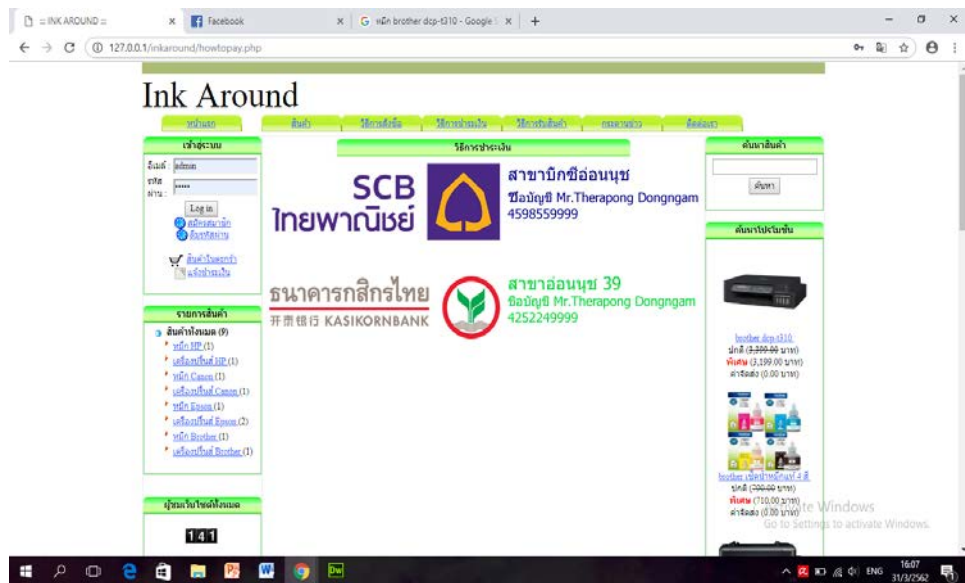 :: INK AROUND ::
Facebook
หมึก brother dcp-t310 - Google
127.0.0.1/inkaround/howtopay.php
Ink Around
หน้าแรก
สินค้า
วิธีการสั่งซื้อ
วิธีการชำระเงิน
วิธีการรับสินค้า
กระดานข่าว
ติดต่อเรา
เข้าสู่ระบบ
อีเมล์ : admin
รหัสผ่าน : •••••
Log in
สมัครสมาชิก
ลืมรหัสผ่าน
สินค้าในตะกร้า
แจ้งชำระเงิน
รายการสินค้า
สินค้าทั้งหมด (9)
หมึก HP (1)
เครื่องปริ้นส์ HP (1)
หมึก Canon (1)
เครื่องปริ้นส์ Canon (1)
หมึก Epson (1)
เครื่องปริ้นส์ Epson (2)
หมึก Brother (1)
เครื่องปริ้นส์ Brother (1)
ผู้ชมเว็บไซต์ทั้งหมด
141
วิธีการชำระเงิน
SCB
ไทยพาณิชย์
สาขาบิ๊กซีอ่อนนุช
ชื่อบัญชี Mr.Therapong Dongngam
4598559999
ธนาคารกสิกรไทย
开泰银行 KASIKORNBANK
สาขาอ่อนนุช 39
ชื่อบัญชี Mr.Therapong Dongngam
4252249999
ค้นหาสินค้า
ค้นหา
ค้นหาโปรโมชั่น
brother dcp-t310
ปกติ (3,399.00 บาท)
พิเศษ (3,199.00 บาท)
ค่าจัดส่ง (0.00 บาท)
brother เซ็ตน้ำหมึกแท้ 4 สี
ปกติ (790.00 บาท)
พิเศษ (710.00 บาท)
ค่าจัดส่ง (0.00 บาท)
Activate Windows
Go to Settings to activate Windows.
ENG
16:07
31/3/2562